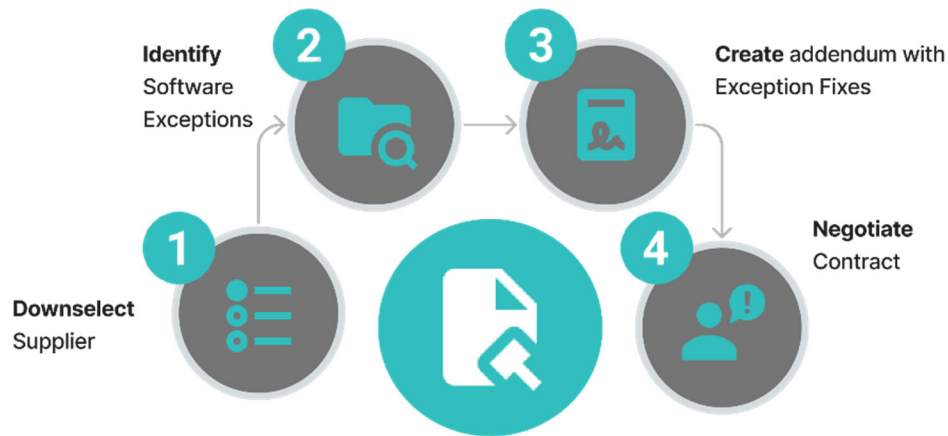 1
Downselect
Supplier
2
Identify
Software
Exceptions
3
Create addendum with
Exception Fixes
4
Negotiate
Contract